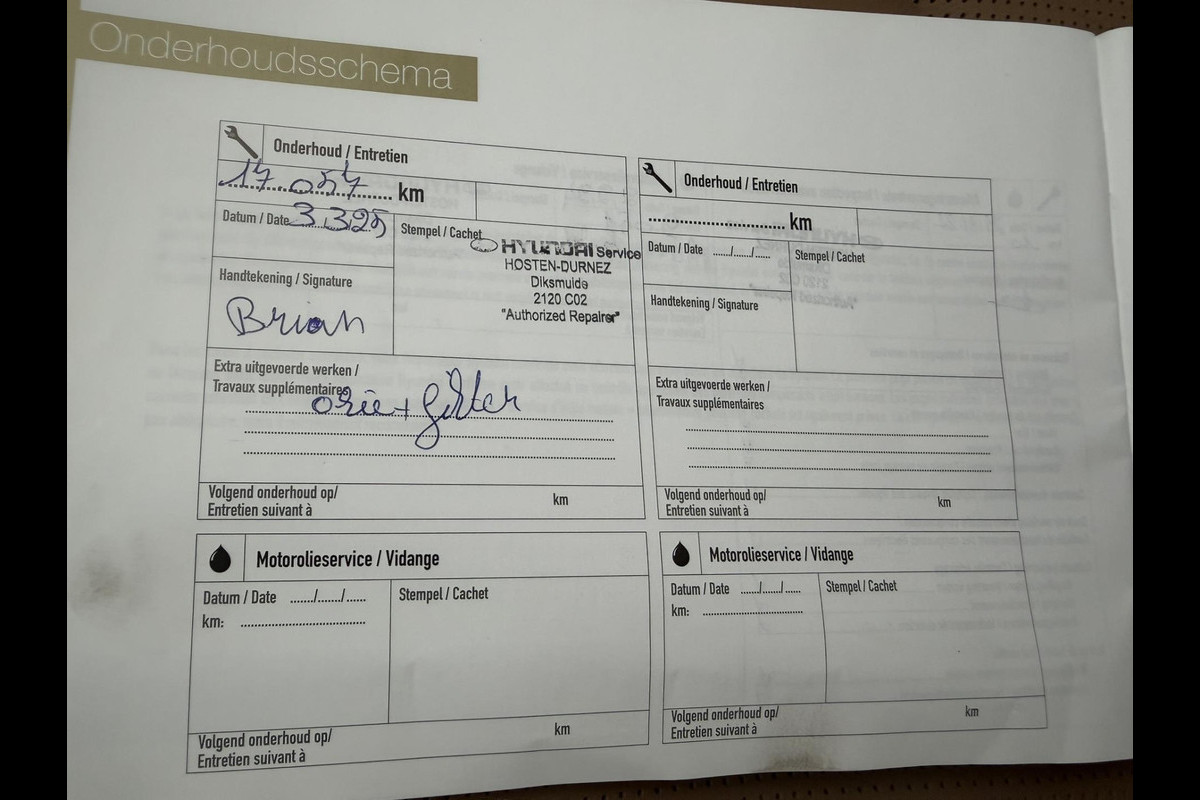 Onderhoudsschema
Onderhoud / Entretien
17.057 km
Datum / Date 3.3.25
Stempel / Cachet
HYUNDAI Service
HOSTEN-DURNEZ
Diksmuide
2120 C02
"Authorized Repairer"
Handtekening / Signature
Brian
Extra uitgevoerde werken /
Travaux supplémentaires
olie + filter
Volgend onderhoud op/ km
Entretien suivant à
Onderhoud / Entretien
km
Datum / Date ....../....../......
Stempel / Cachet
Handtekening / Signature
Extra uitgevoerde werken /
Travaux supplémentaires
Volgend onderhoud op/ km
Entretien suivant à
Motorolieservice / Vidange
Datum / Date ....../....../......
Stempel / Cachet
km:
Volgend onderhoud op/ km
Entretien suivant à
Motorolieservice / Vidange
Datum / Date ....../....../......
Stempel / Cachet
km:
Volgend onderhoud op/ km
Entretien suivant à